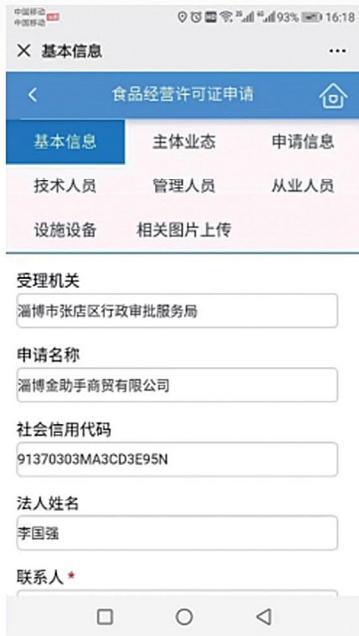 中国移动 HD
中国移动
93% 16:18
× 基本信息 ...
食品经营许可证申请
基本信息 主体业态 申请信息
技术人员 管理人员 从业人员
设施设备 相关图片上传
受理机关
淄博市张店区行政审批服务局
申请名称
淄博金助手商贸有限公司
社会信用代码
91370303MA3CD3E95N
法人姓名
李国强
联系人*